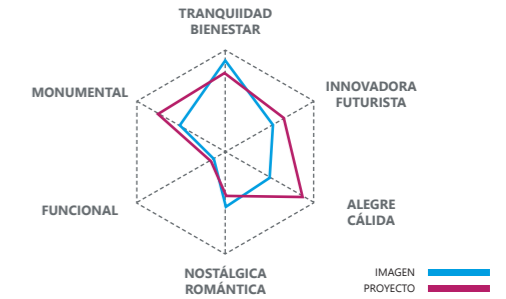 TRANQUIIDAD
BIENESTAR
MONUMENTAL
INNOVADORA
FUTURISTA
FUNCIONAL
ALEGRE
CÁLIDA
NOSTÁLGICA
ROMÁNTICA
IMAGEN
PROYECTO